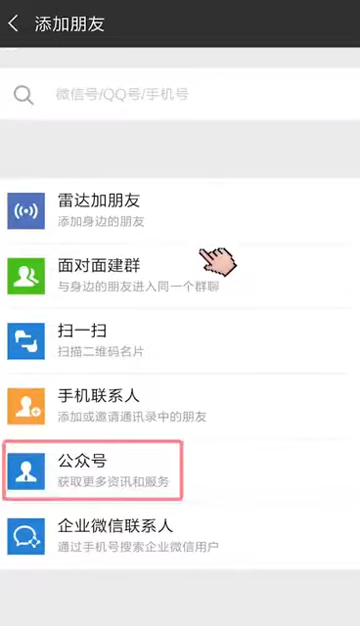 添加朋友
微信号/QQ号/手机号
雷达加朋友
添加身边的朋友
面对面建群
与身边的朋友进入同一个群聊
扫一扫
扫描二维码名片
手机联系人
添加或邀请通讯录中的朋友
公众号
获取更多资讯和服务
企业微信联系人
通过手机号搜索企业微信用户